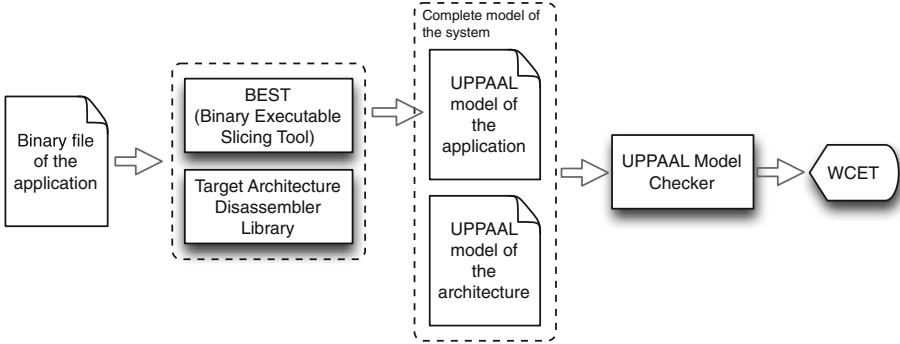 Binary file
of the
application
BEST
(Binary Executable
Slicing Tool)
Target Architecture
Disassembler
Library
Complete model of
the system
UPPAAL
model of
the
application
UPPAAL
model of
the
architecture
UPPAAL Model
Checker
WCET